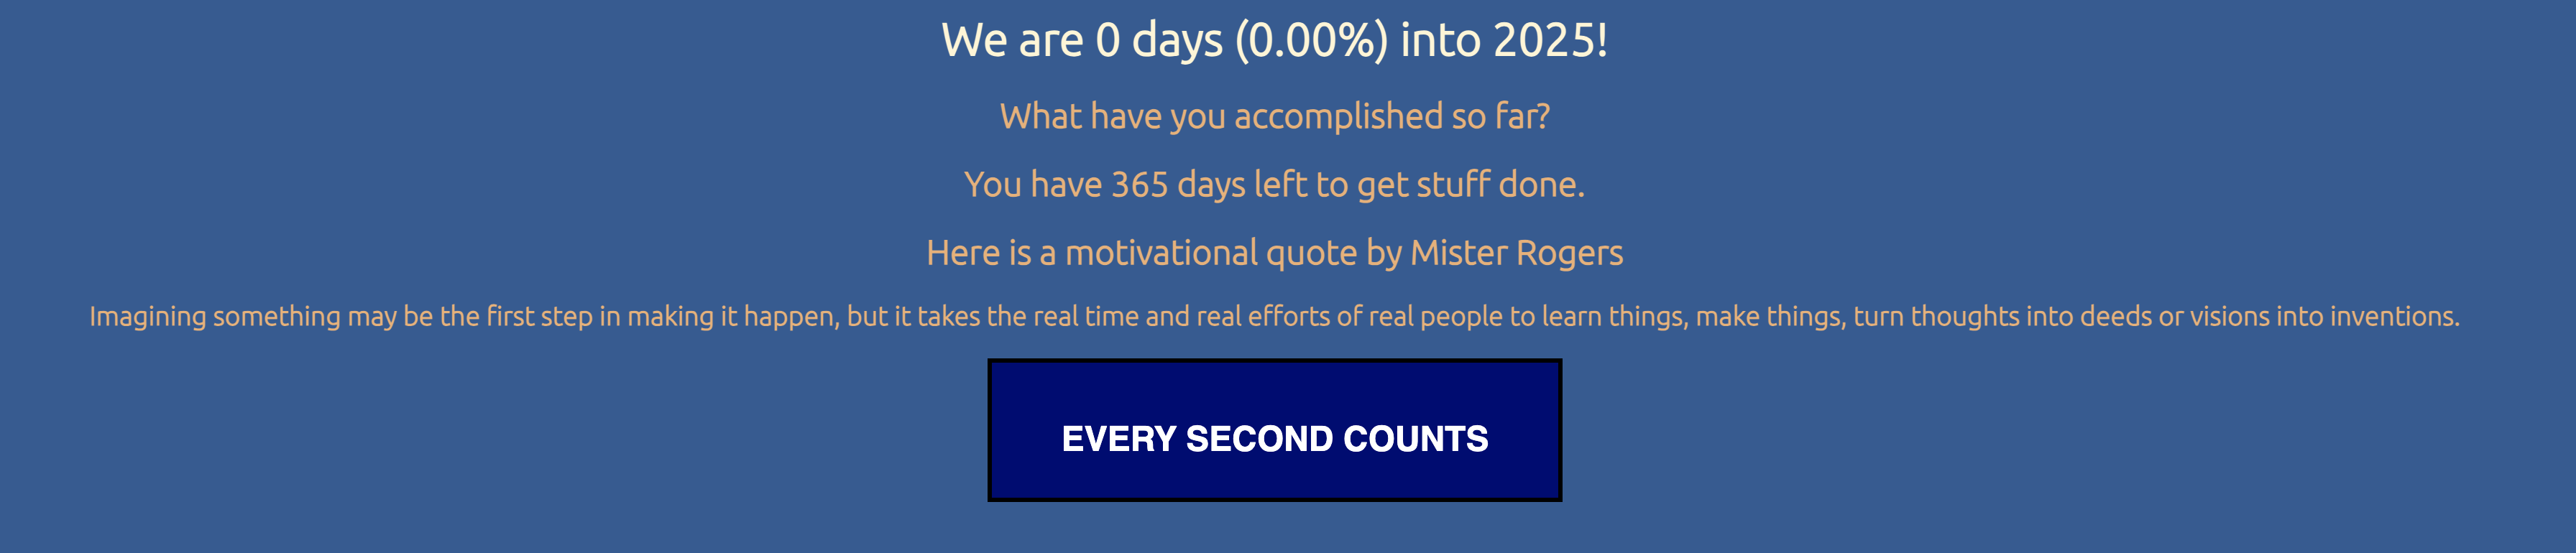 We are 0 days (0.00%) into 2025!
What have you accomplished so far?
You have 365 days left to get stuff done.
Here is a motivational quote by Mister Rogers
Imagining something may be the first step in making it happen, but it takes the real time and real efforts of real people to learn things, make things, turn thoughts into deeds or visions into inventions.
EVERY SECOND COUNTS